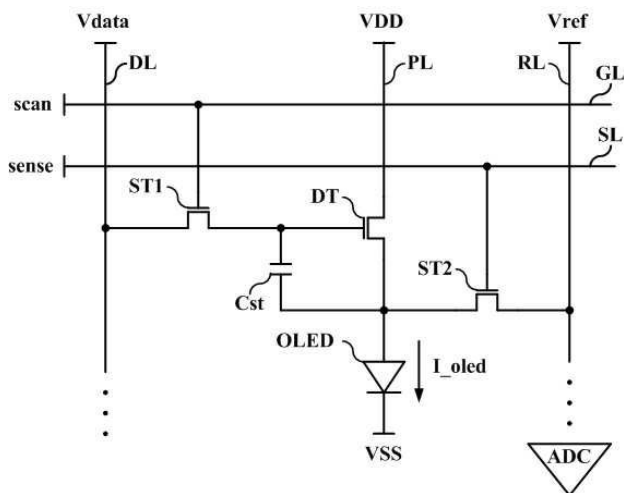 Vdata
VDD
Vref
DL
PL
RL
GL
scan
SL
sense
ST1
DT
ST2
Cst
OLED
I_oled
VSS
ADC